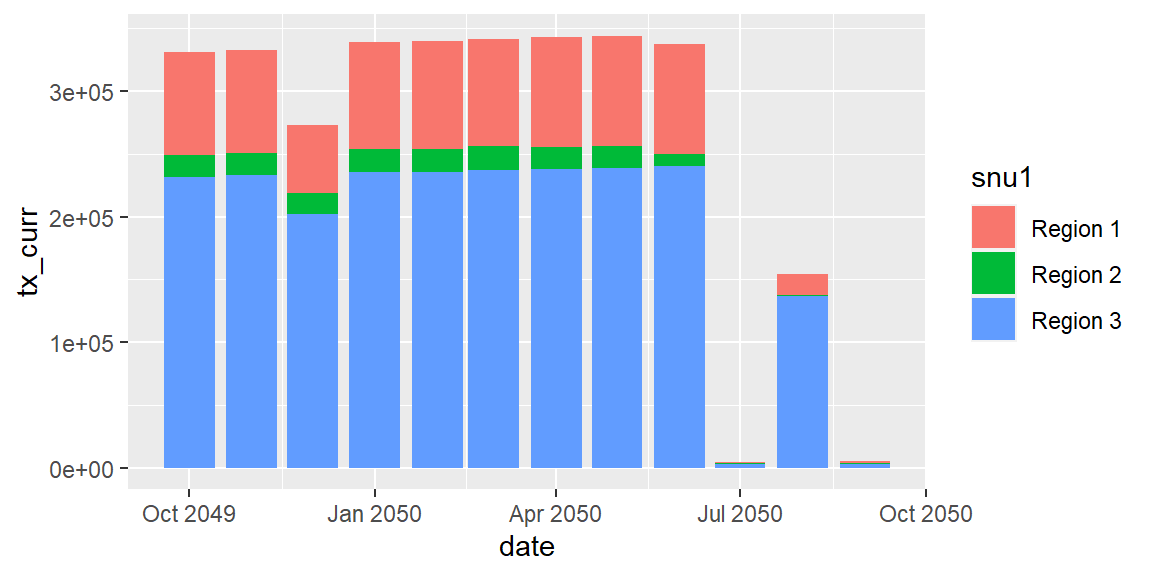 3e+05
2e+05
1e+05
0e+00
tx_curr
Oct 2049 Jan 2050 Apr 2050 Jul 2050 Oct 2050
date
snu1
Region 1
Region 2
Region 3